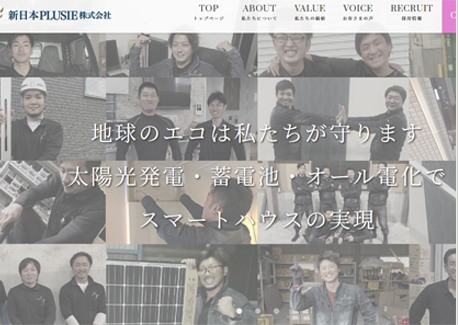 新日本PLUSIE株式会社
TOP ABOUT VALUE VOICE RECRUIT
トップページ 私たちについて 私たちの価値 お客さまの声 採用情報
地球のエコは私たちが守ります
太陽光発電・蓄電池・オール電化で
スマートハウスの実現